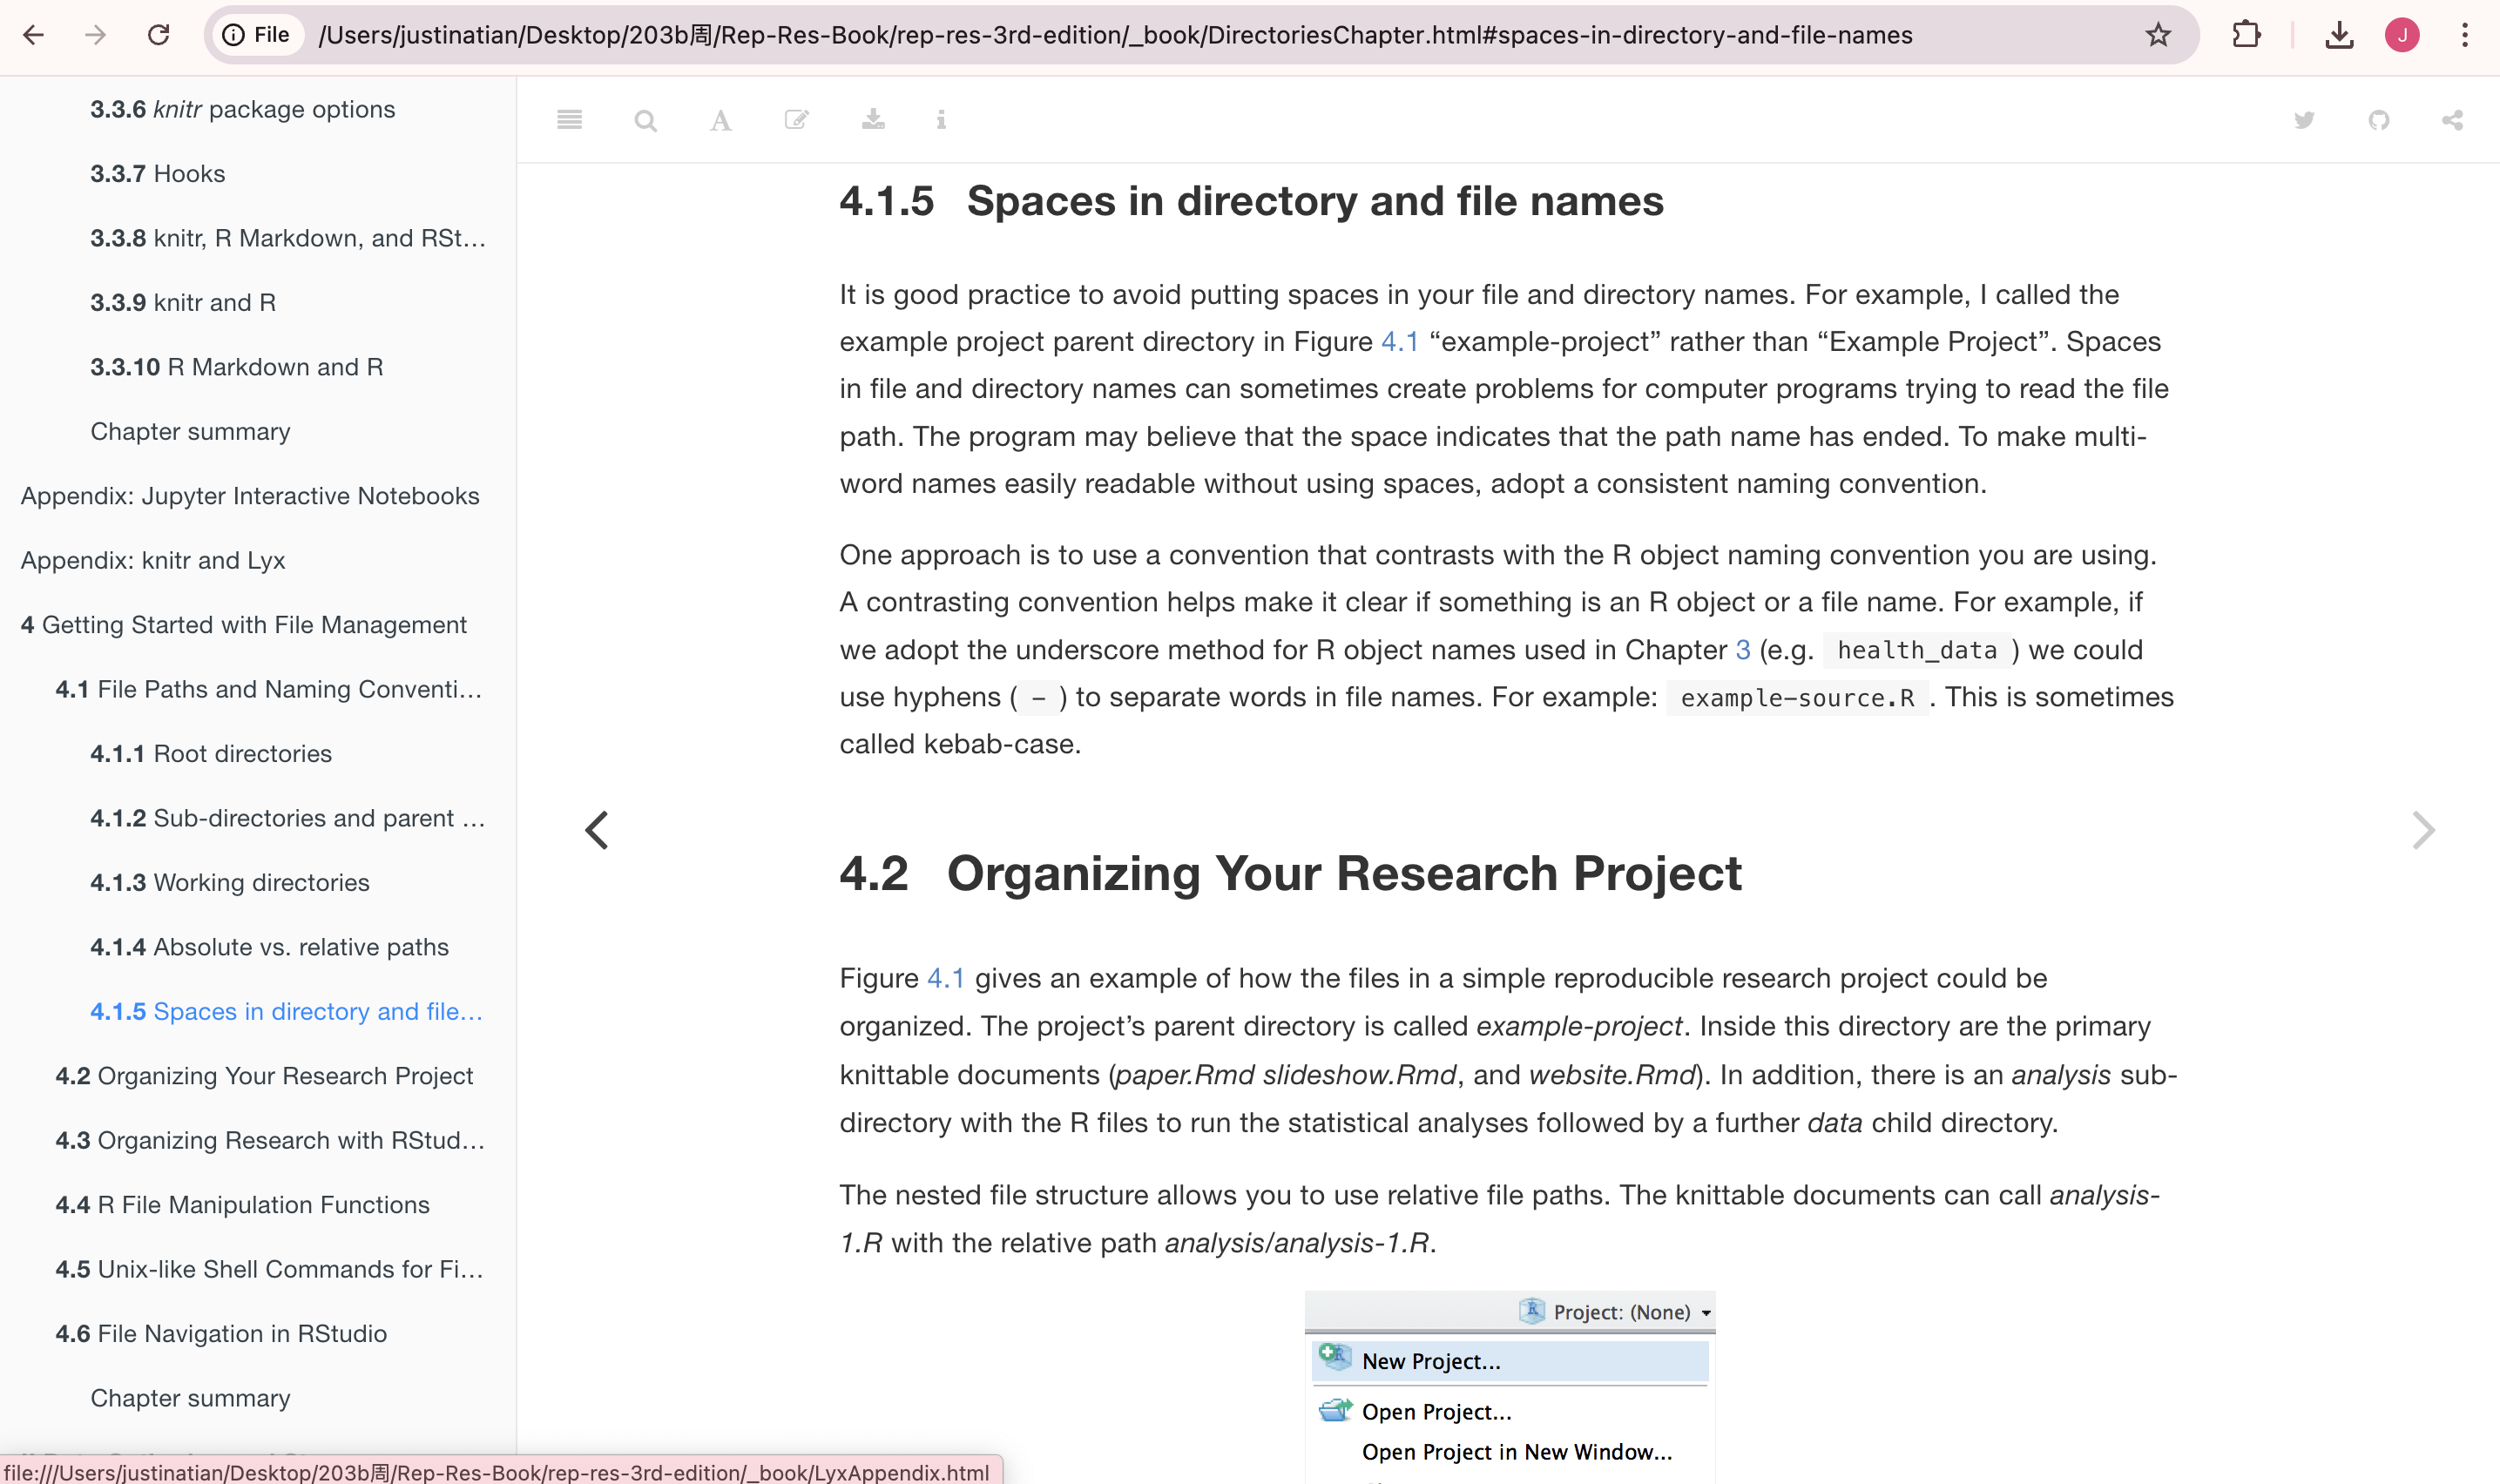 File
/Users/justinatian/Desktop/203b周/Rep-Res-Book/rep-res-3rd-edition/_book/DirectoriesChapter.html#spaces-in-directory-and-file-names
J
3.3.6 knitr package options
3.3.7 Hooks
3.3.8 knitr, R Markdown, and RSt…
3.3.9 knitr and R
3.3.10 R Markdown and R
Chapter summary
Appendix: Jupyter Interactive Notebooks
Appendix: knitr and Lyx
4 Getting Started with File Management
4.1 File Paths and Naming Conventi…
4.1.1 Root directories
4.1.2 Sub-directories and parent …
4.1.3 Working directories
4.1.4 Absolute vs. relative paths
4.1.5 Spaces in directory and file…
4.2 Organizing Your Research Project
4.3 Organizing Research with RStud…
4.4 R File Manipulation Functions
4.5 Unix-like Shell Commands for Fi…
4.6 File Navigation in RStudio
Chapter summary
file:///Users/justinatian/Desktop/203b周/Rep-Res-Book/rep-res-3rd-edition/_book/LyxAppendix.html
4.1.5 Spaces in directory and file names
It is good practice to avoid putting spaces in your file and directory names. For example, I called the
example project parent directory in Figure 4.1 “example-project” rather than “Example Project”. Spaces
in file and directory names can sometimes create problems for computer programs trying to read the file
path. The program may believe that the space indicates that the path name has ended. To make multi-
word names easily readable without using spaces, adopt a consistent naming convention.
One approach is to use a convention that contrasts with the R object naming convention you are using.
A contrasting convention helps make it clear if something is an R object or a file name. For example, if
we adopt the underscore method for R object names used in Chapter 3 (e.g. health_data ) we could
use hyphens ( - ) to separate words in file names. For example: example-source.R . This is sometimes
called kebab-case.
4.2 Organizing Your Research Project
Figure 4.1 gives an example of how the files in a simple reproducible research project could be
organized. The project’s parent directory is called example-project. Inside this directory are the primary
knittable documents (paper.Rmd slideshow.Rmd, and website.Rmd). In addition, there is an analysis sub-
directory with the R files to run the statistical analyses followed by a further data child directory.
The nested file structure allows you to use relative file paths. The knittable documents can call analysis-
1.R with the relative path analysis/analysis-1.R.
Project: (None)
New Project...
Open Project...
Open Project in New Window...